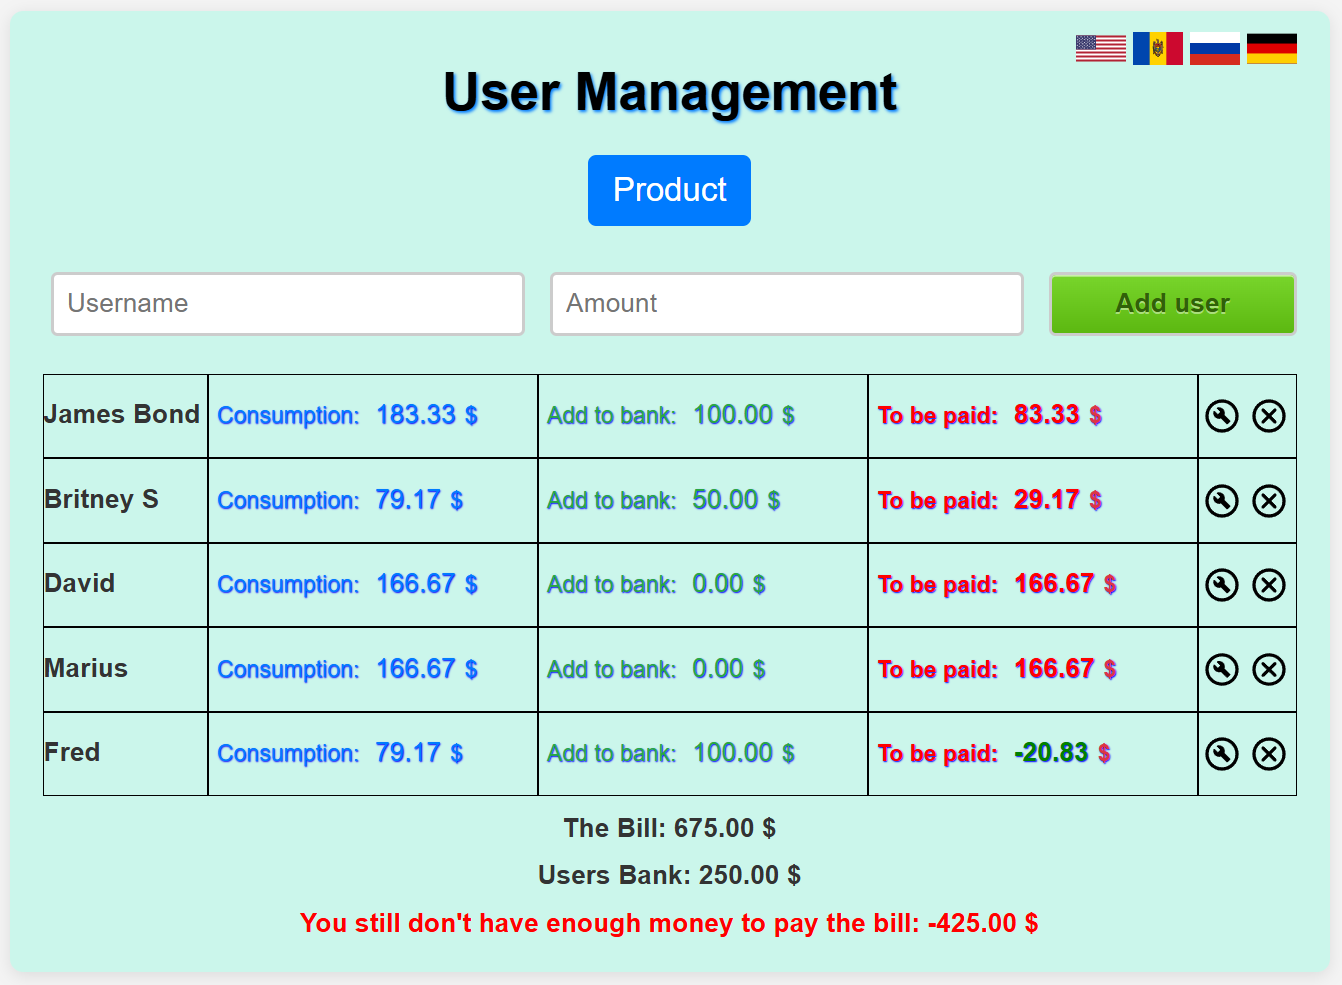 User Management
Product
Username Amount Add user
James Bond Consumption: 183.33 $ Add to bank: 100.00 $ To be paid: 83.33 $
Britney S Consumption: 79.17 $ Add to bank: 50.00 $ To be paid: 29.17 $
David Consumption: 166.67 $ Add to bank: 0.00 $ To be paid: 166.67 $
Marius Consumption: 166.67 $ Add to bank: 0.00 $ To be paid: 166.67 $
Fred Consumption: 79.17 $ Add to bank: 100.00 $ To be paid: -20.83 $
The Bill: 675.00 $
Users Bank: 250.00 $
You still don't have enough money to pay the bill: -425.00 $